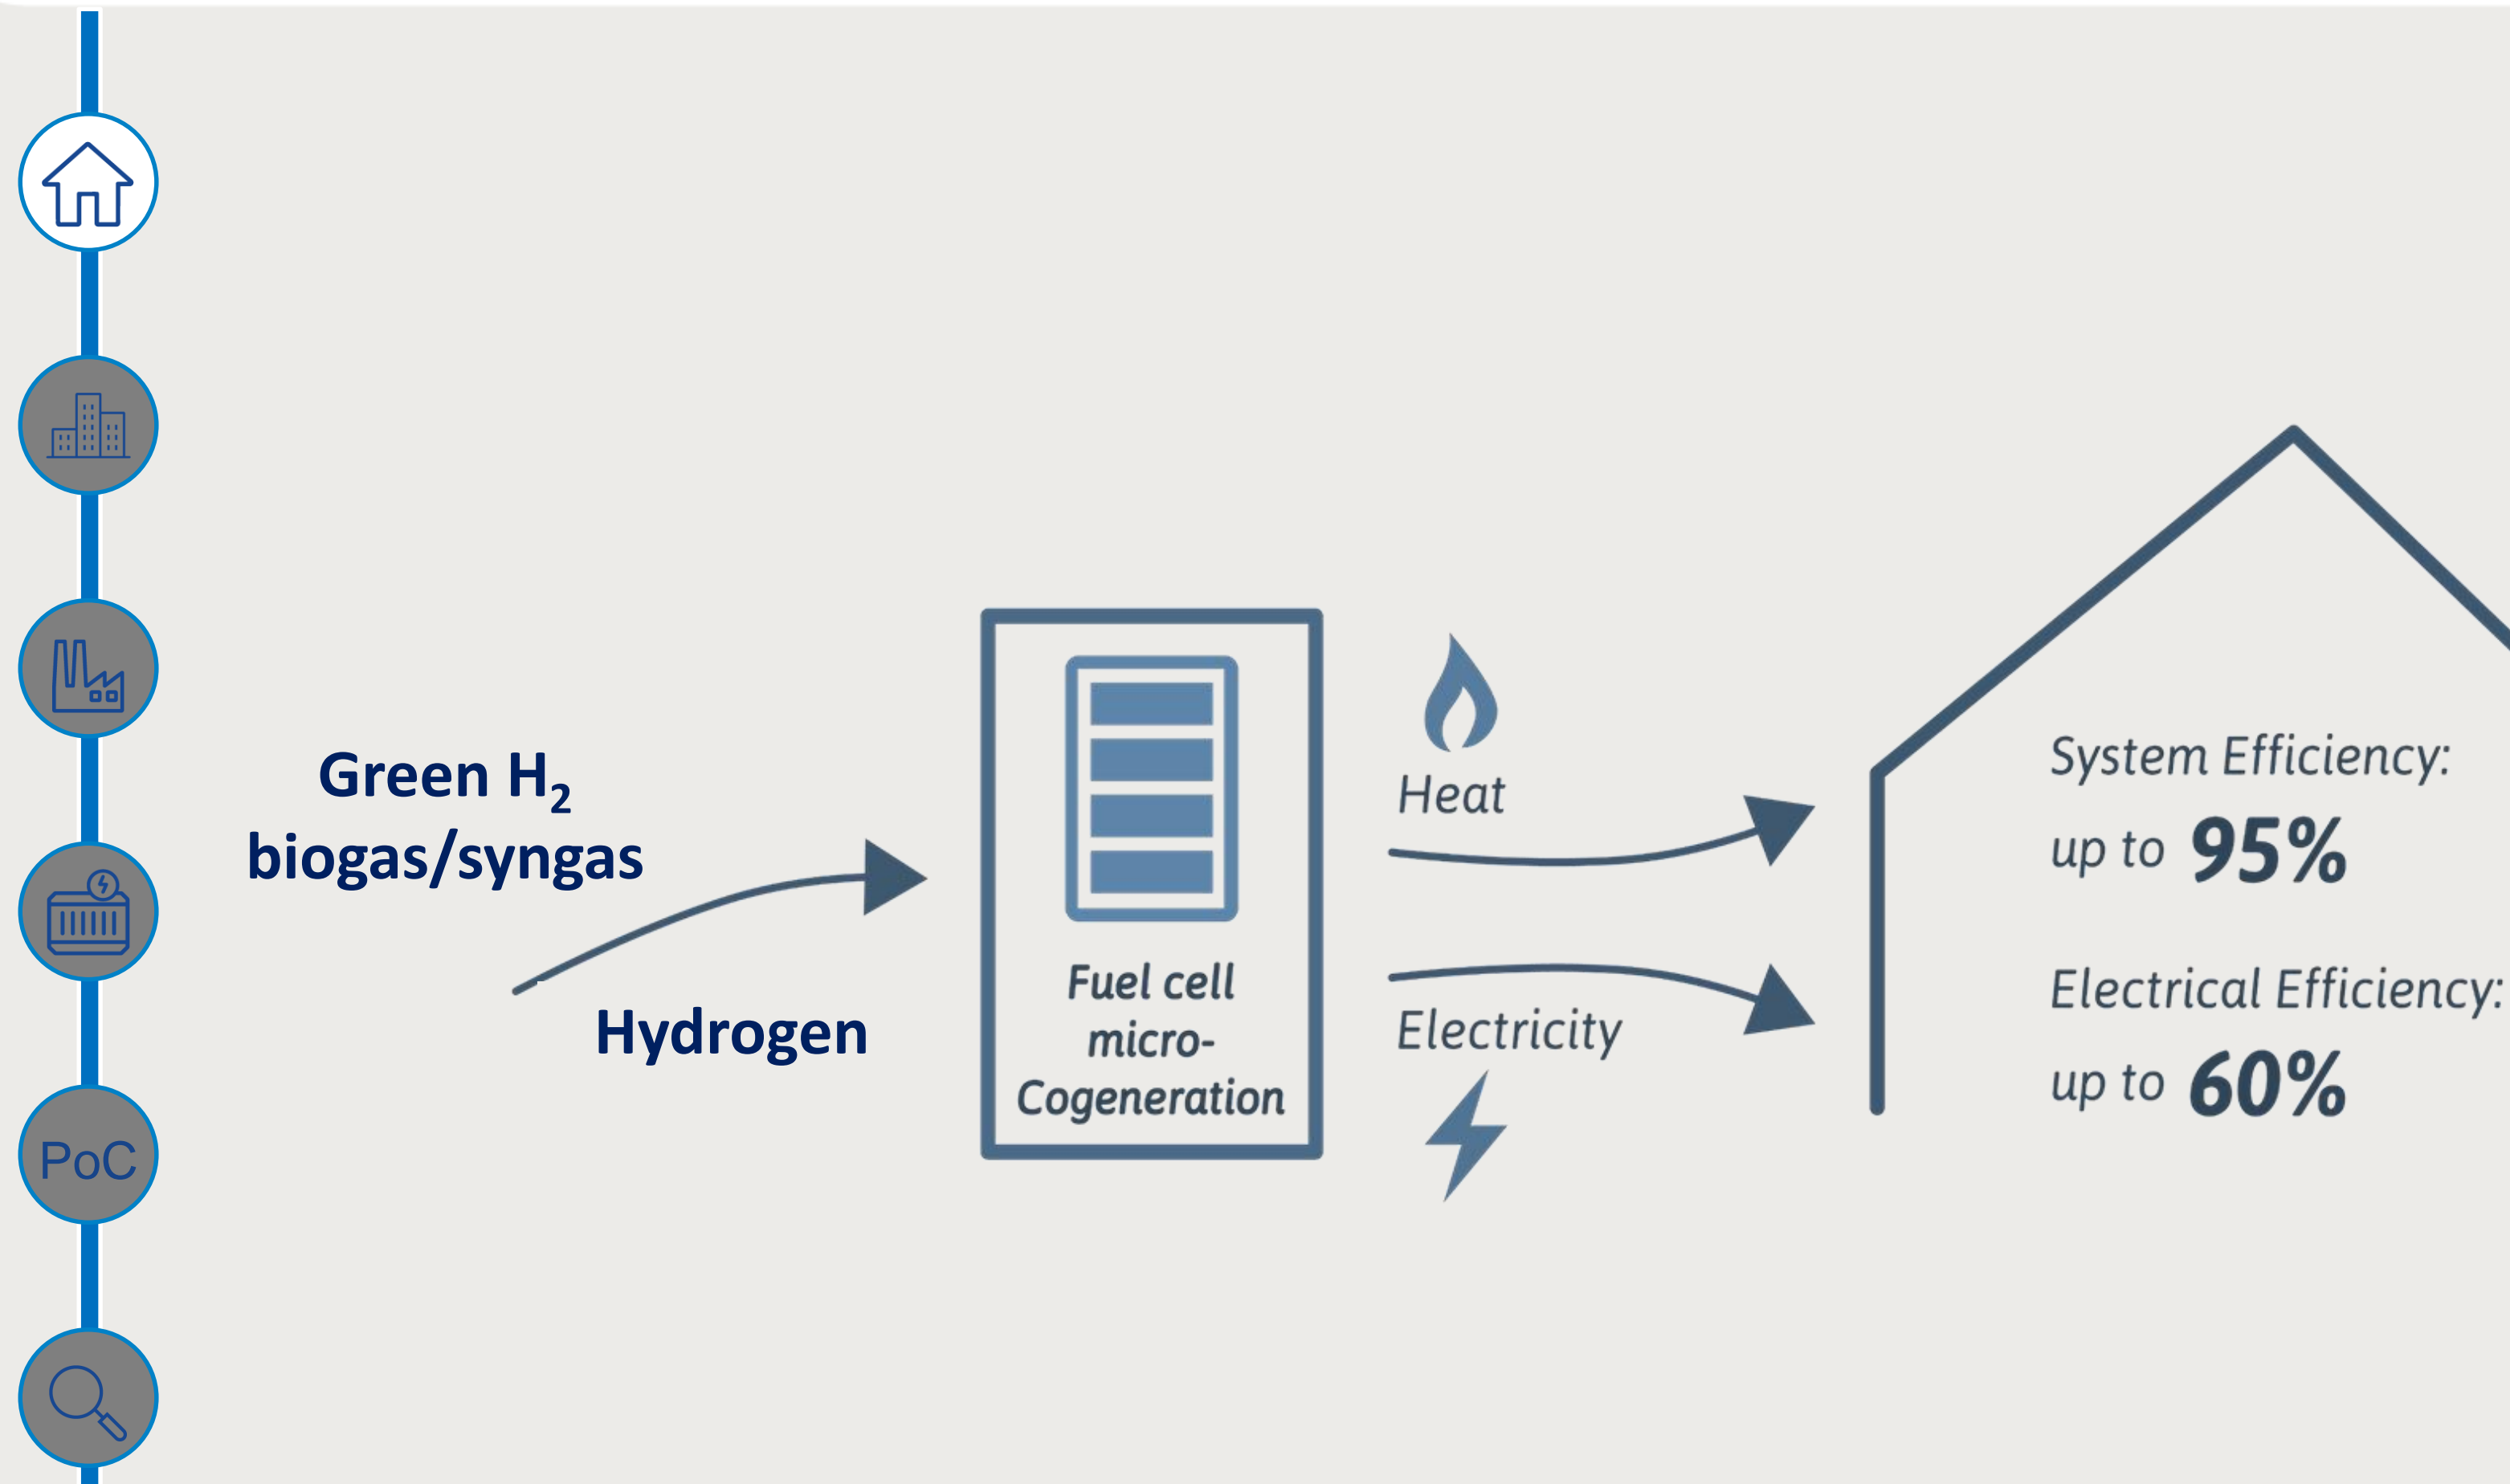 PoC
Green H₂
biogas/syngas
Hydrogen
Fuel cell
micro-
Cogeneration
Heat
Electricity
System Efficiency:
up to 95%
Electrical Efficiency:
up to 60%